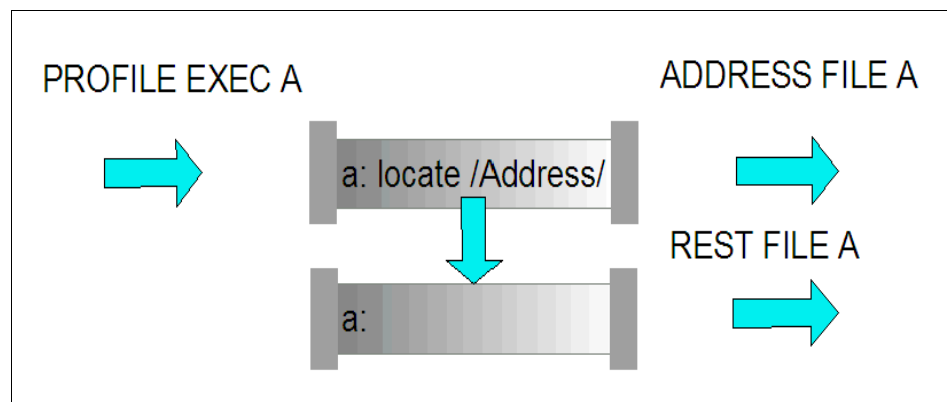 PROFILE EXEC A
ADDRESS FILE A
a: locate /Address/
REST FILE A
a: